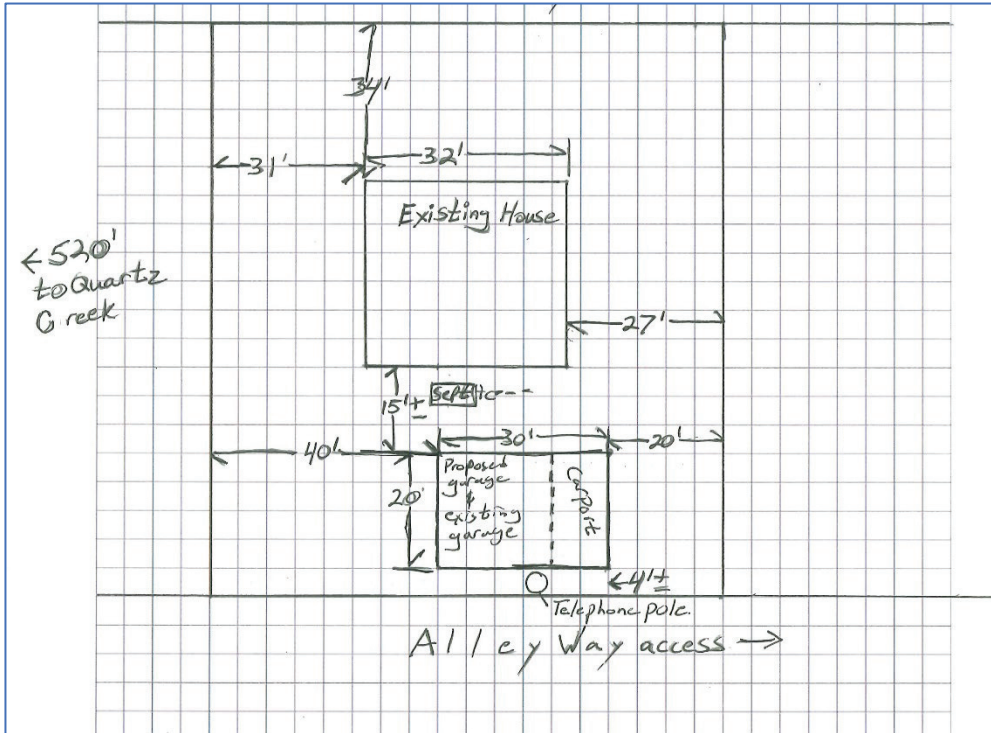 34'
31'
32'
Existing House
←520'
to Quartz
Creek
27'
15'±
Septic
40'
30'
20'
20'
Proposed
garage
&
existing
garage
Carport
←4'±
Telephone pole
Alley Way access →